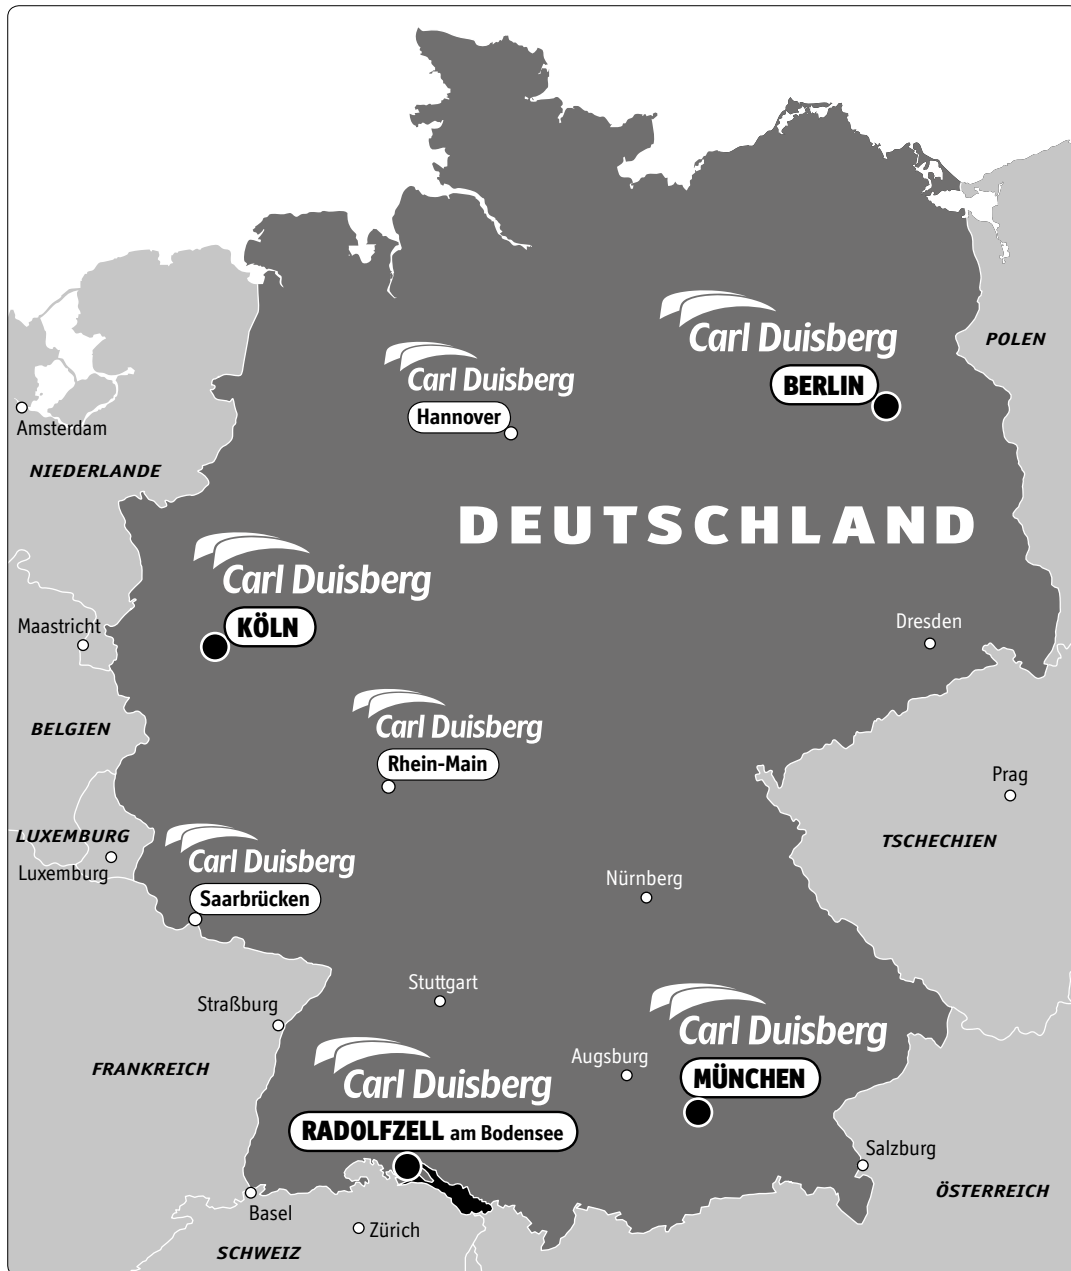 Carl Duisberg
BERLIN
POLEN
Carl Duisberg
Hannover
Amsterdam
NIEDERLANDE
DEUTSCHLAND
Carl Duisberg
KÖLN
Maastricht
Dresden
BELGIEN
Carl Duisberg
Rhein-Main
Prag
LUXEMBURG
Luxemburg
Carl Duisberg
Saarbrücken
TSCHECHIEN
Nürnberg
Stuttgart
Straßburg
Carl Duisberg
MÜNCHEN
Augsburg
FRANKREICH
Carl Duisberg
RADOLFZELL am Bodensee
Salzburg
ÖSTERREICH
Basel
Zürich
SCHWEIZ